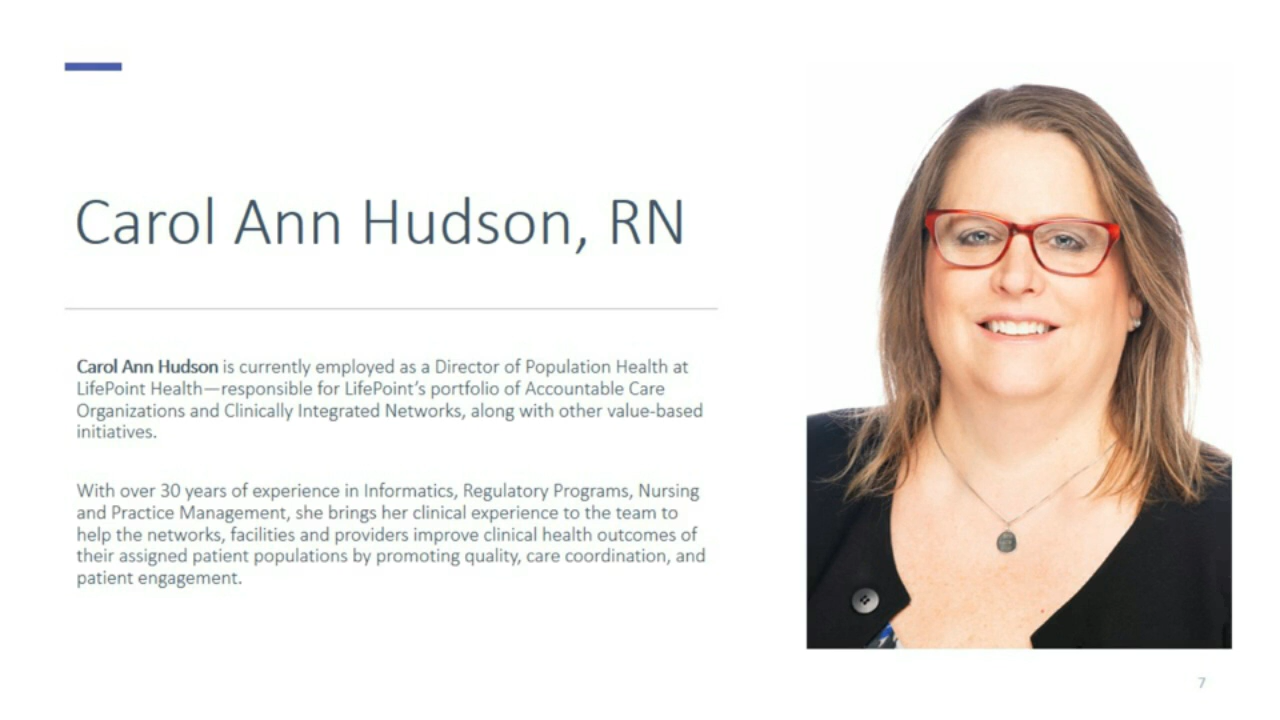 Carol Ann Hudson, RN
Carol Ann Hudson is currently employed as a Director of Population Health at
LifePoint Health—responsible for LifePoint's portfolio of Accountable Care
Organizations and Clinically Integrated Networks, along with other value-based
initiatives.
With over 30 years of experience in Informatics, Regulatory Programs, Nursing
and Practice Management, she brings her clinical experience to the team to
help the networks, facilities and providers improve clinical health outcomes of
their assigned patient populations by promoting quality, care coordination, and
patient engagement.
7